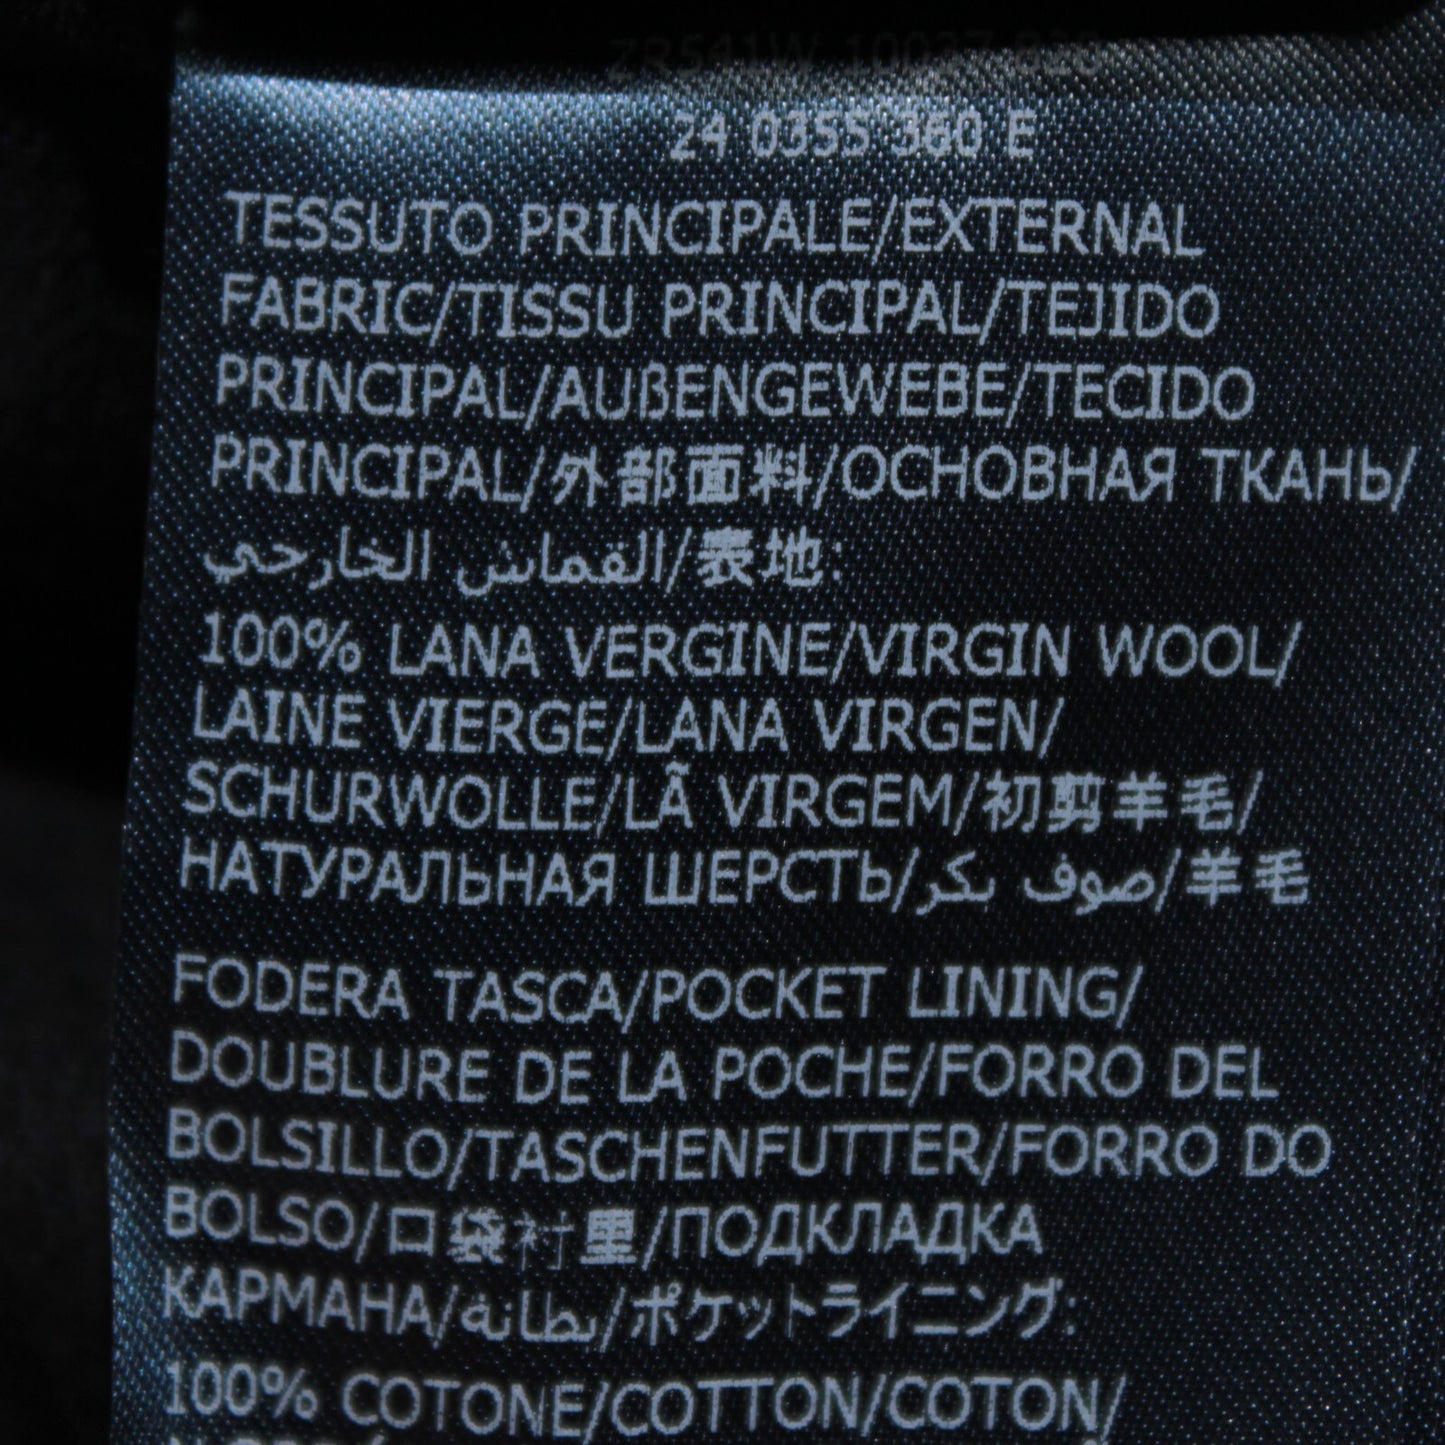 24 0355 360 E
TESSUTO PRINCIPALE/EXTERNAL
FABRIC/TISSU PRINCIPAL/TEJIDO
PRINCIPAL/AUßENGEWEBE/TECIDO
PRINCIPAL/外部面料/ОСНОВНАЯ ТКАНЬ/
القماش الخارجي/表地:
100% LANA VERGINE/VIRGIN WOOL/
LAINE VIERGE/LANA VIRGEN/
SCHURWOLLE/LÃ VIRGEM/初剪羊毛/
НАТУРАЛЬНАЯ ШЕРСТЬ/صوف بكر/羊毛
FODERA TASCA/POCKET LINING/
DOUBLURE DE LA POCHE/FORRO DEL
BOLSILLO/TASCHENFUTTER/FORRO DO
BOLSO/口袋衬里/ПОДКЛАДКА
КАРМАНА/بطانة/ポケットライニング:
100% COTONE/COTTON/COTON/